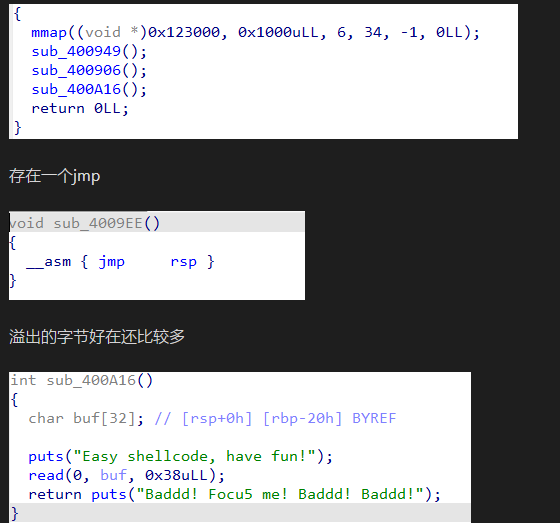 {
mmap((void *)0x123000, 0x1000uLL, 6, 34, -1, 0LL);
sub_400949();
sub_400906();
sub_400A16();
return 0LL;
}
存在一个jmp
void sub_4009EE()
{
__asm { jmp     rsp }
}
溢出的字节好在还比较多
int sub_400A16()
{
char buf[32]; // [rsp+0h] [rbp-20h] BYREF
puts("Easy shellcode, have fun!");
read(0, buf, 0x38uLL);
return puts("Baddd! Focu5 me! Baddd! Baddd!");
}